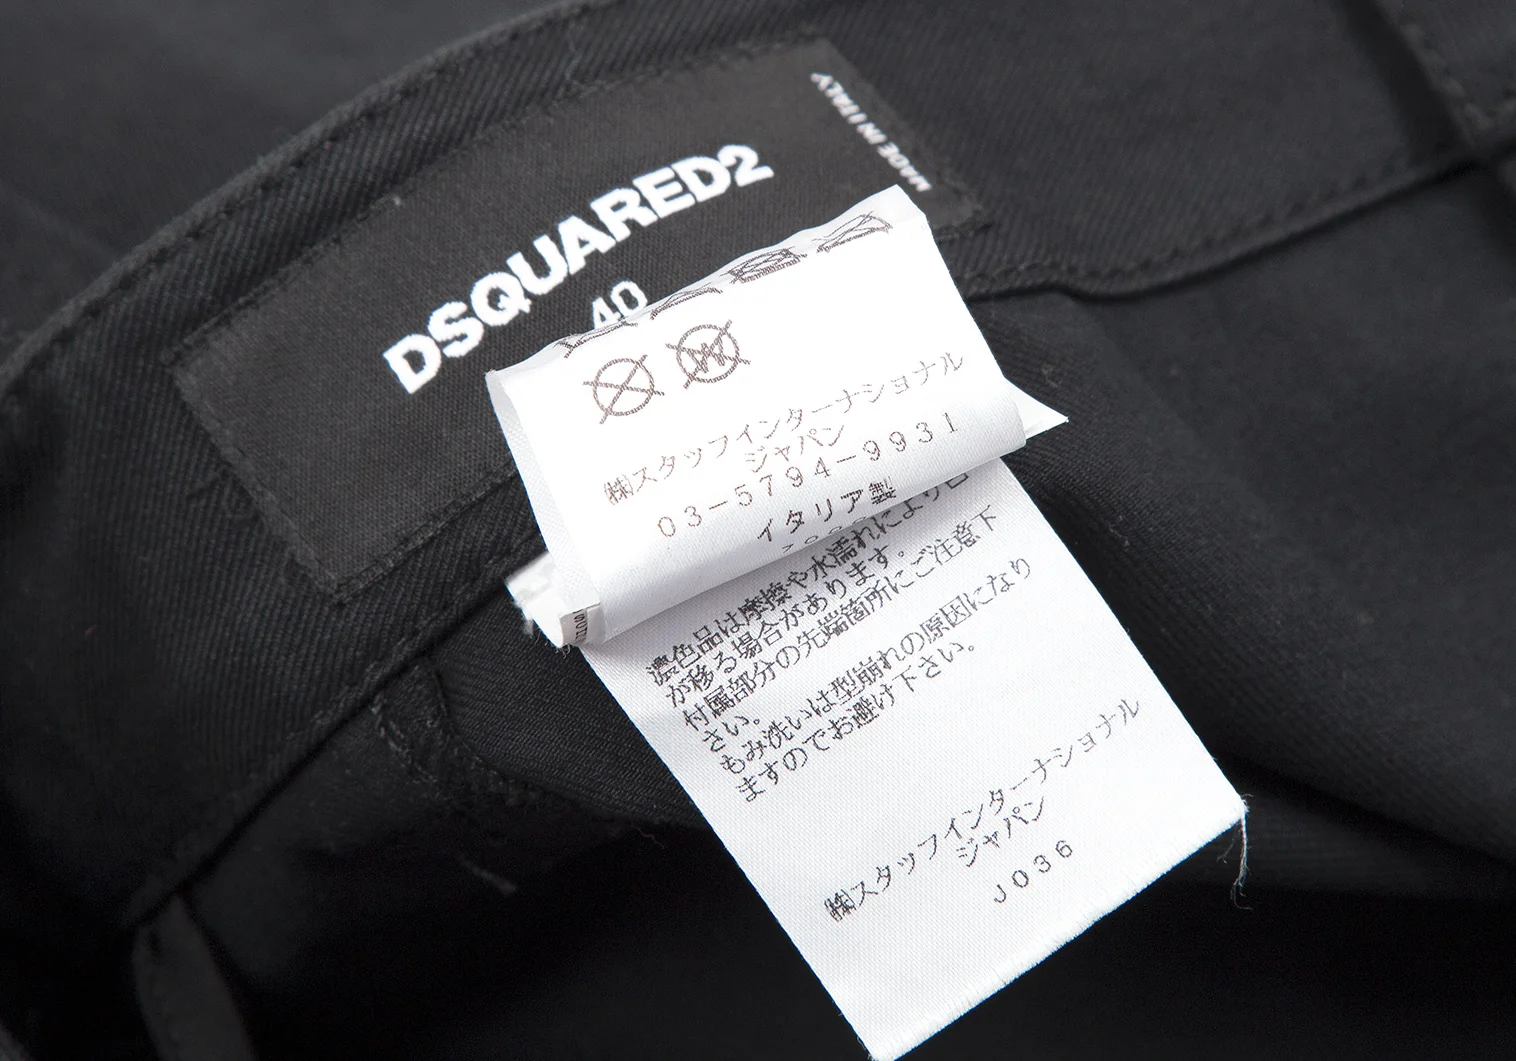 DSQUARED2
40
MADE IN ITALY
㈱スタッフインターナショナル
ジャパン
03-5794-9931
イタリア製
濃色品は摩擦や水濡れにより
が移る場合があります。
付属部分の先端箇所にご注意下
さい。
もみ洗いは型崩れの原因になり
ますのでお避け下さい。
㈱スタッフインターナショナル
ジャパン
J036